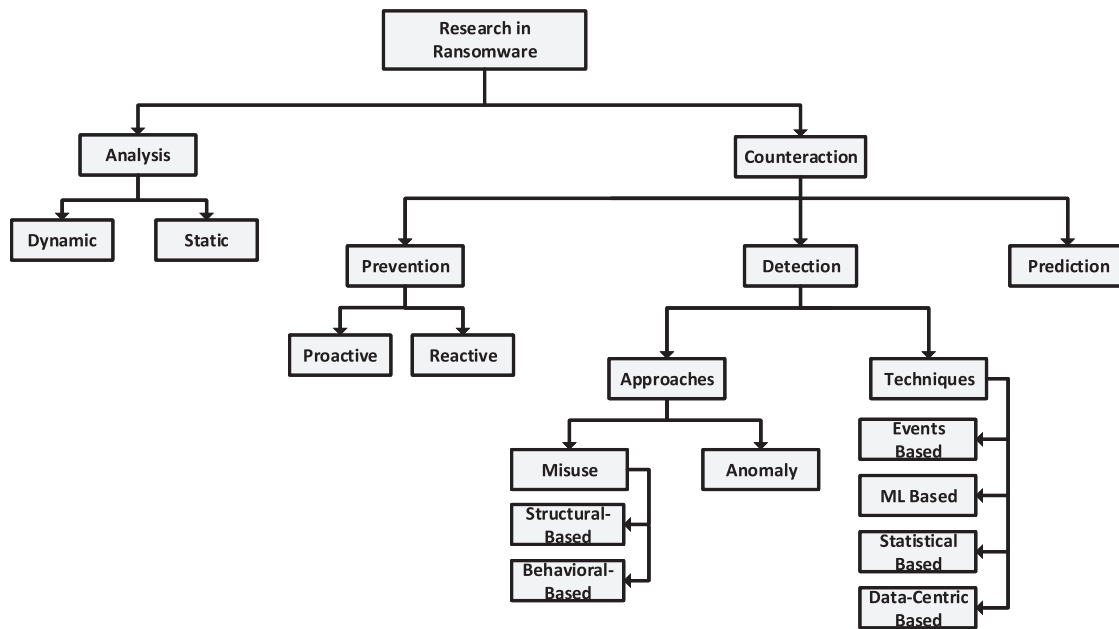 Research in
Ransomware
Analysis
Counteraction
Dynamic
Static
Prevention
Detection
Prediction
Proactive
Reactive
Approaches
Techniques
Events
Based
Misuse
Anomaly
ML Based
Structural-
Based
Statistical
Based
Behavioral-
Based
Data-Centric
Based